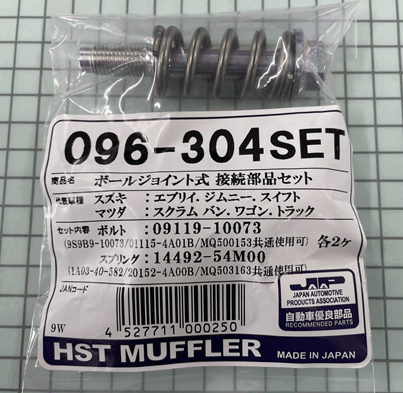 096-304SET
商品名 ボールジョイント式 接続部品セット
代表車種 スズキ:エブリィ、ジムニー、スイフト
マツダ:スクラム バン、ワゴン、トラック
セット内容 ボルト:09119-10073
(9S9B9-10073/01115-4A01B/MQ500153共通使用可) 各2ヶ
スプリング:14492-54M00
(1A03-40-582/20152-4A00B/MQ503163共通使用可)
JANコード
9W
4 527711 000250
JAPA
JAPAN AUTOMOTIVE
PRODUCTS ASSOCIATION
自動車優良部品
RECOMMENDED PARTS
HST MUFFLER
MADE IN JAPAN